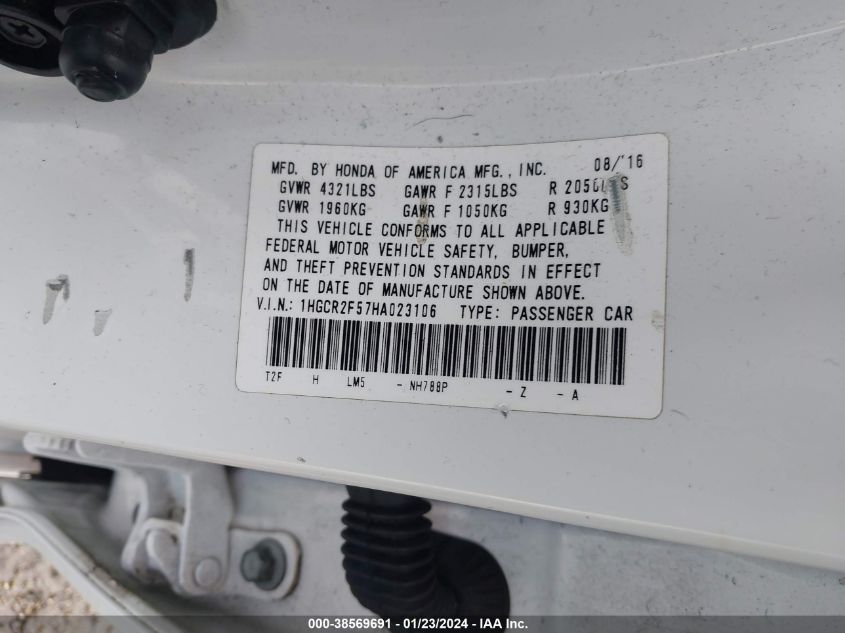 MFD. BY HONDA OF AMERICA MFG., INC. 08/'16
GVWR 4321LBS GAWR F 2315LBS R
GVWR 1960KG GAWR F 1050KG R 930KG
THIS VEHICLE CONFORMS TO ALL APPLICABLE
FEDERAL MOTOR VEHICLE SAFETY, BUMPER,
AND THEFT PREVENTION STANDARDS IN EFFECT
ON THE DATE OF MANUFACTURE SHOWN ABOVE.
V.I.N.: 1HGCR2F57HA023106 TYPE: PASSENGER CAR
T2F H LM5 - NH788P - Z - A
000-38569691 - 01/23/2024 - IAA Inc.